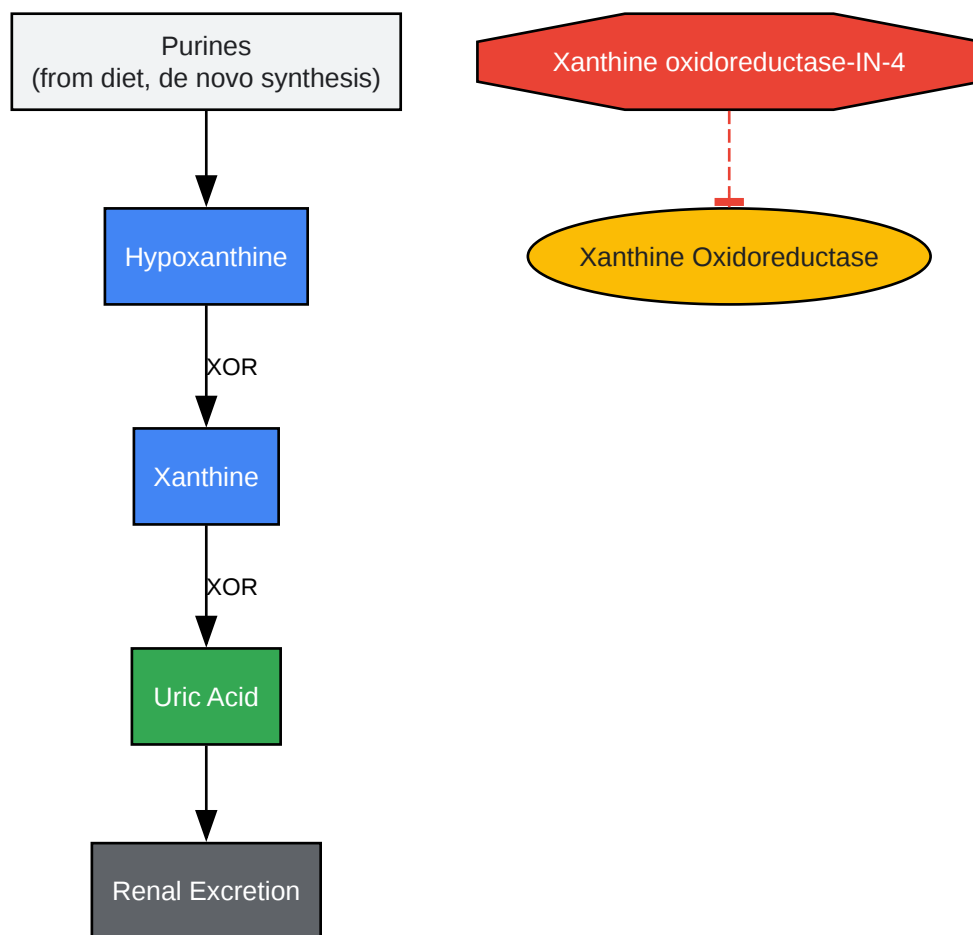 Purines
(from diet, de novo synthesis)
Xanthine oxidoreductase-IN-4
Hypoxanthine
Xanthine Oxidoreductase
XOR
Xanthine
XOR
Uric Acid
Renal Excretion